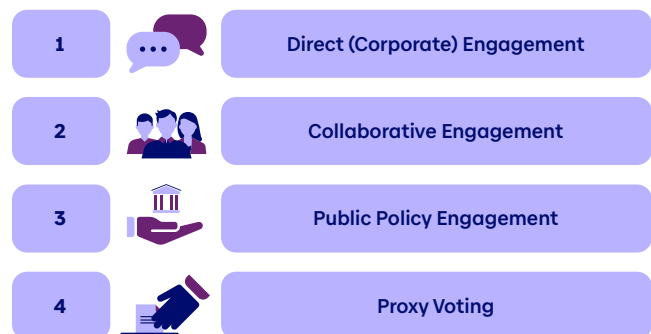 1
Direct (Corporate) Engagement
2
Collaborative Engagement
3
Public Policy Engagement
4
Proxy Voting